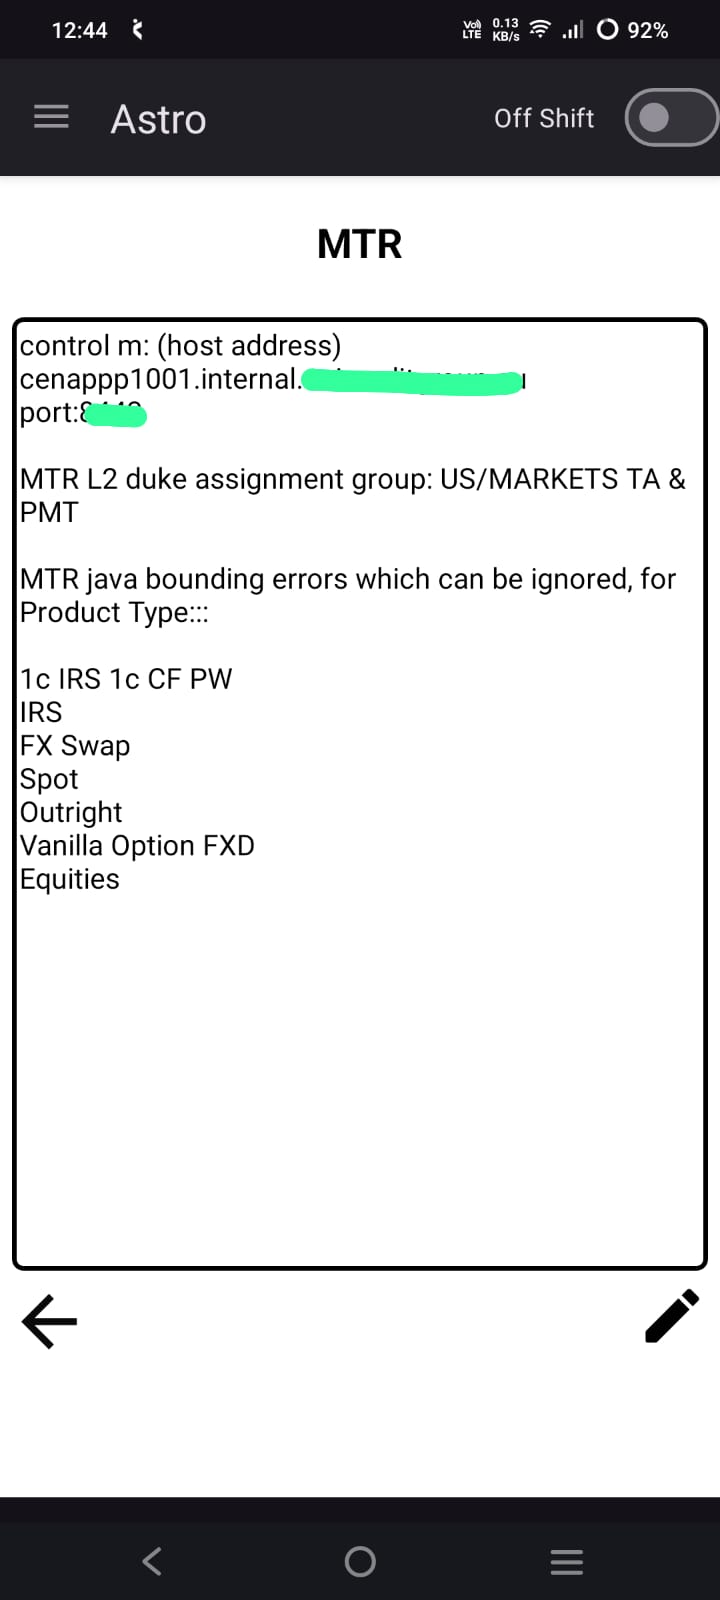 12:44
Vo) LTE 0.13 KB/s 92%
Astro
Off Shift
MTR
control m: (host address)
cenappp1001.internal.
port:
MTR L2 duke assignment group: US/MARKETS TA &
PMT
MTR java bounding errors which can be ignored, for
Product Type:::
1c IRS 1c CF PW
IRS
FX Swap
Spot
Outright
Vanilla Option FXD
Equities